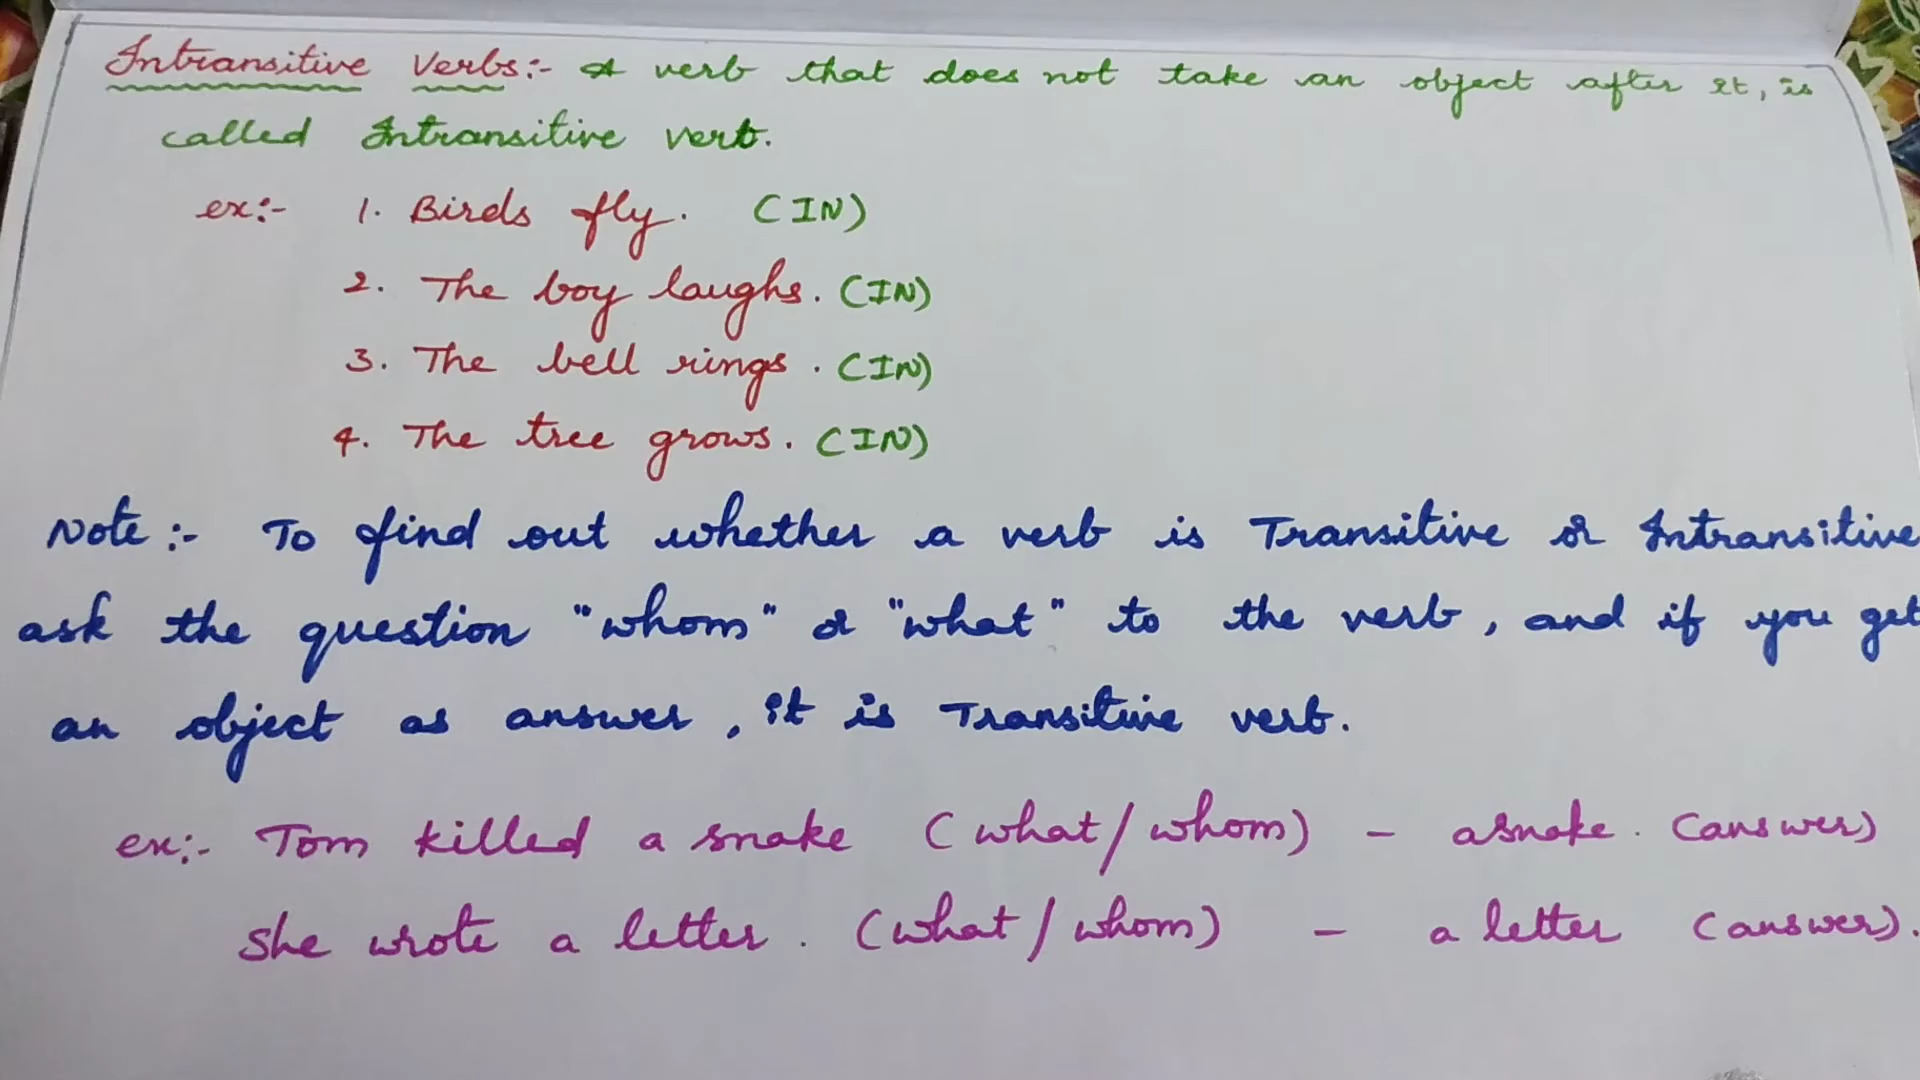 Intransitive Verbs:- A verb that does not take an object after it, is
called Intransitive verb.
ex:- 1. Birds fly. (IN)
2. The boy laughs. (IN)
3. The bell rings. (IN)
4. The tree grows. (IN)
Note:- To find out whether a verb is Transitive or Intransitive
ask the question "whom" or "what" to the verb, and if you get
an object as answer, it is Transitive verb.
ex:- Tom killed a snake (what/whom) - a snake. (answer)
She wrote a letter. (what/whom) - a letter (answer).